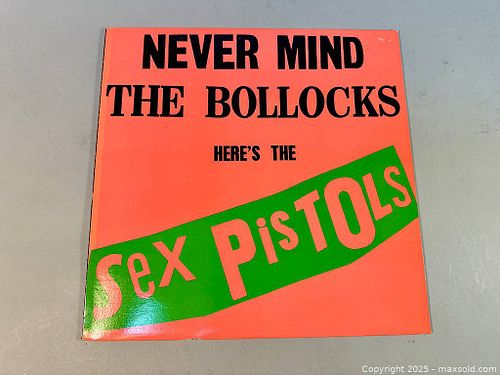 NEVER MIND
THE BOLLOCKS
HERE'S THE
Sex PisTOLs
Copyright 2025 - maxsold.com